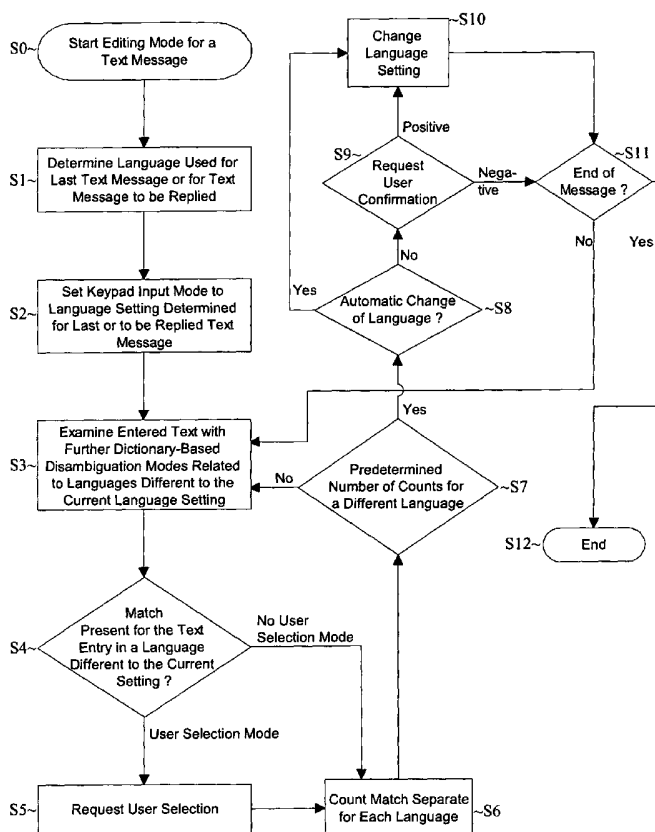 S0~
Start Editing Mode for a
Text Message
S1~
Determine Language Used for
Last Text Message or for Text
Message to be Replied
S2~
Set Keypad Input Mode to
Language Setting Determined
for Last or to be Replied Text
Message
S3~
Examine Entered Text with
Further Dictionary-Based
Disambiguation Modes Related
to Languages Different to the
Current Language Setting
S4~
Match
Present for the Text
Entry in a Language
Different to the Current
Setting ?
No User
Selection Mode
User Selection Mode
S5~
Request User Selection
Count Match Separate
for Each Language
~S6
Predetermined
Number of Counts for
a Different Language
~S7
No
Yes
Automatic Change
of Language ?
~S8
Yes
No
S9~
Request
User
Confirmation
Positive
Nega-
tive
Change
Language
Setting
~S10
End of
Message ?
~S11
No
Yes
S12~
End